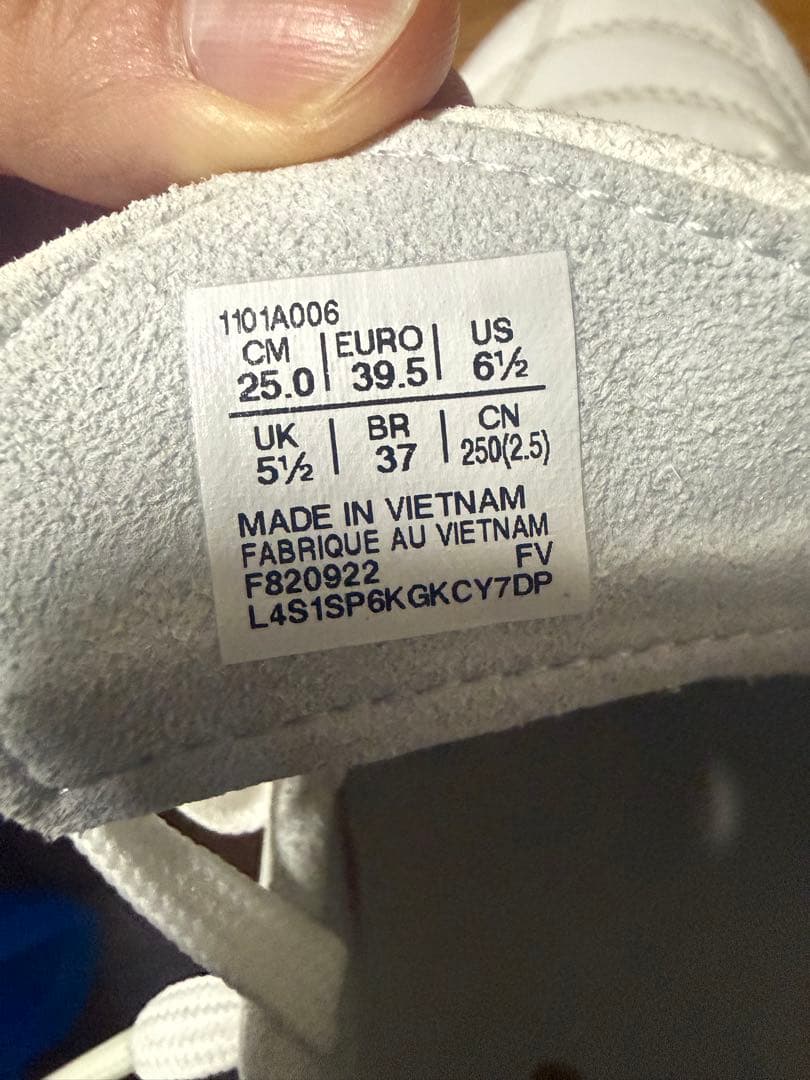 1101A006
CM | EURO | US
25.0 | 39.5 | 6½
UK | BR | CN
5½ | 37 | 250(2.5)
MADE IN VIETNAM
FABRIQUE AU VIETNAM
F820922 FV
L4S1SP6KGKCY7DP